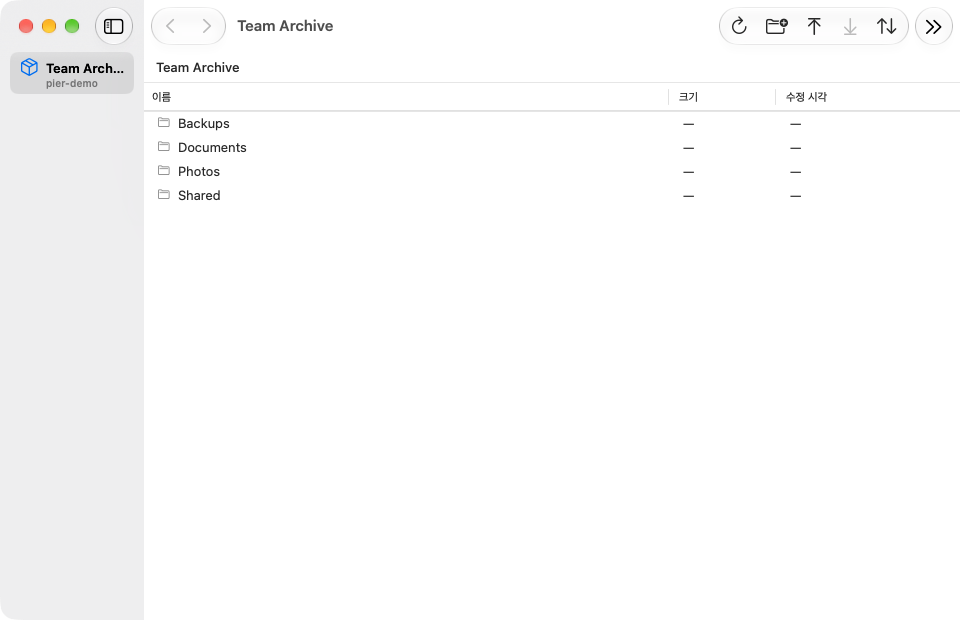 Team Archive
Team Arch...
pier-demo
Team Archive
이름 크기 수정 시각
Backups — —
Documents — —
Photos — —
Shared — —